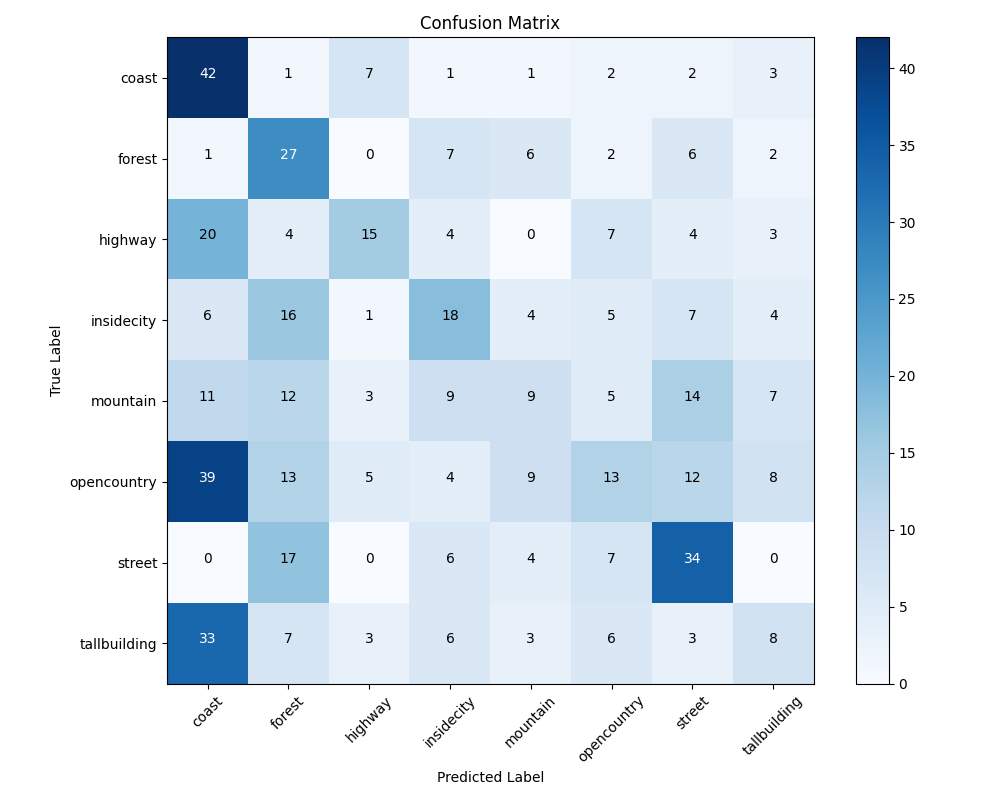 Confusion Matrix
coast 42 1 7 1 1 2 2 3
forest 1 27 0 7 6 2 6 2
highway 20 4 15 4 0 7 4 3
insidecity 6 16 1 18 4 5 7 4
mountain 11 12 3 9 9 5 14 7
opencountry 39 13 5 4 9 13 12 8
street 0 17 0 6 4 7 34 0
tallbuilding 33 7 3 6 3 6 3 8
True Label
coast forest highway insidecity mountain opencountry street tallbuilding
Predicted Label
40
35
30
25
20
15
10
5
0